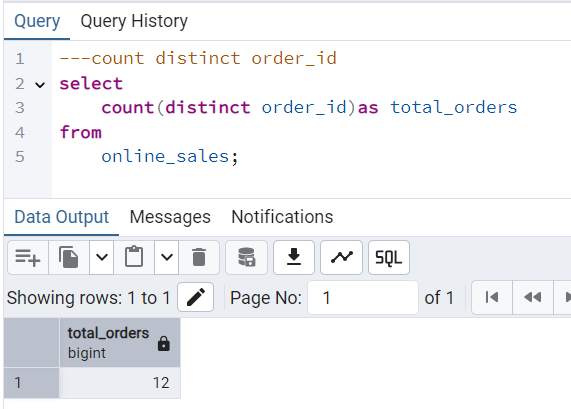 Query Query History
1 ---count distinct order_id
2 select
3 count(distinct order_id)as total_orders
4 from
5 online_sales;
Data Output Messages Notifications
SQL
Showing rows: 1 to 1 Page No: 1 of 1
total_orders
bigint
1 12